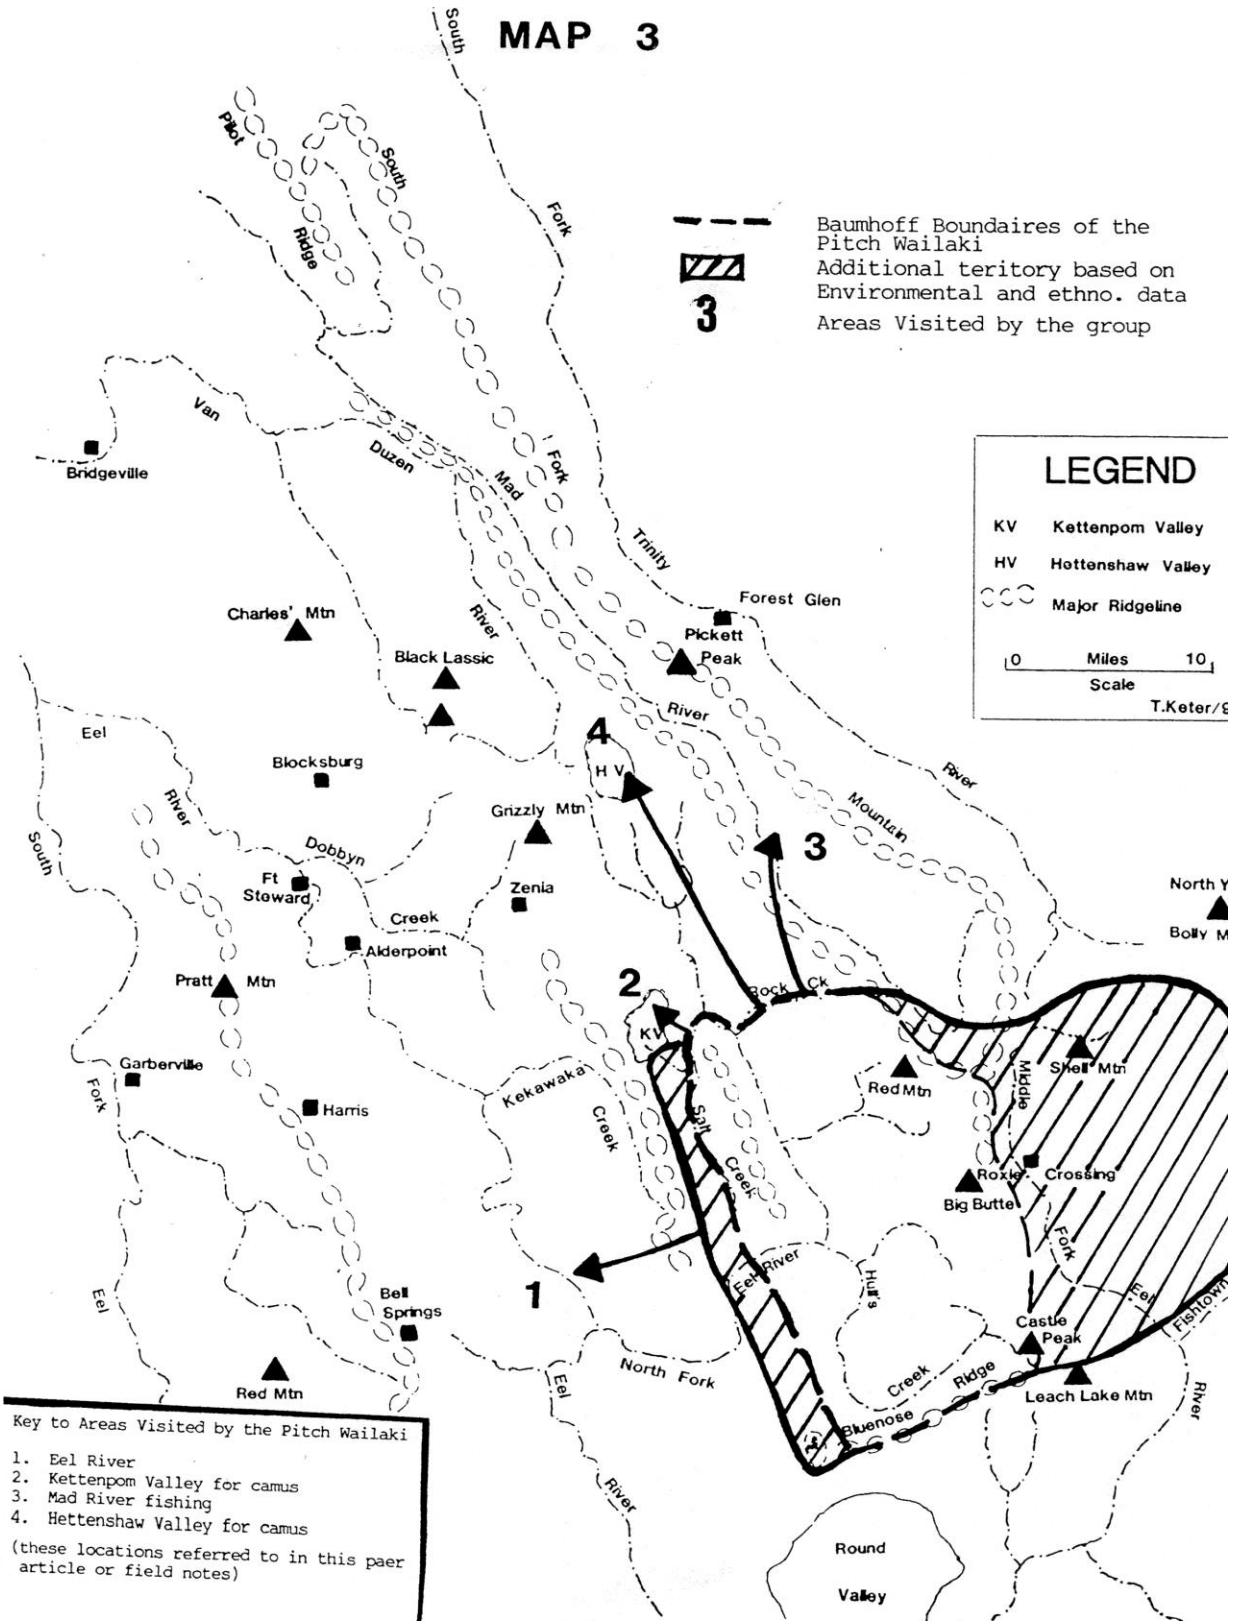 MAP 3
South
Pilot
South
Ridge
Fork
Baumhoff Boundaires of the
Pitch Wailaki
Additional teritory based on
Environmental and ethno. data
3
Areas Visited by the group
Van
Bridgeville
Duzen
Mad
Fork
LEGEND
KV Kettenpom Valley
HV Hettenshaw Valley
Major Ridgeline
0 Miles 10
Scale
T.Keter/9
Trinity
Forest Glen
Charles' Mtn
River
Pickett
Peak
Black Lassic
River
4
Eel
HV
River
Blocksburg
River
Grizzly Mtn
Mountain
South
Dobbyn
3
Ft
Steward
Zenia
North Y
Creek
Bolly M
Alderpoint
Pratt Mtn
2
Rock Ck
KV
Garberville
Kekawaka
Shell Mtn
Fork
Red Mtn
Middle
Harris
Creek
Salt
Creek
Roxie Crossing
Big Butte
Fork
Eel River
Hull's
1
Eel
Eel
Bell
Springs
Fishtown
Castle
Peak
North Fork
Creek
Ridge
Red Mtn
Eel
Leach Lake Mtn
River
Bluenose
River
Round
Valley
Key to Areas Visited by the Pitch Wailaki
1. Eel River
2. Kettenpom Valley for camus
3. Mad River fishing
4. Hettenshaw Valley for camus
(these locations referred to in this paer
article or field notes)